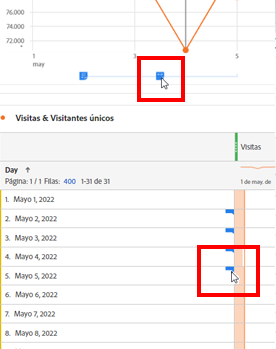 76.000
74.000
72.000
1
may
3
5
Visitas & Visitantes únicos
Visitas
Day ↑
Página: 1 / 1 Filas: 400 1-31 de 31
1 de may. de
1. Mayo 1, 2022
2. Mayo 2, 2022
3. Mayo 3, 2022
4. Mayo 4, 2022
5. Mayo 5, 2022
6. Mayo 6, 2022
7. Mayo 7, 2022
8. Mayo 8, 2022